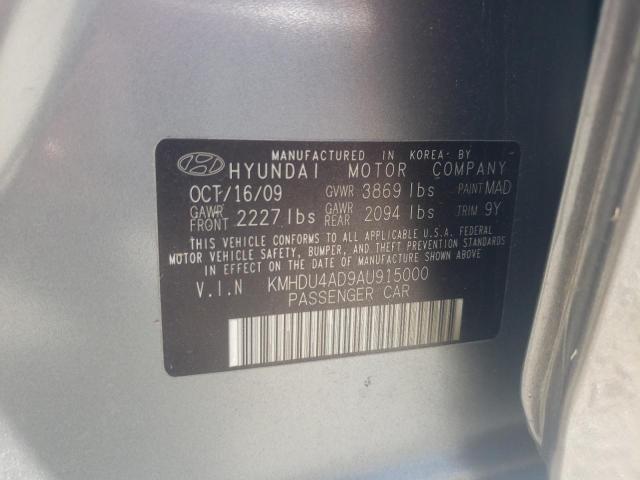 MANUFACTURED IN KOREA- BY
HYUNDAI MOTOR COMPANY
OCT/16/09 GVWR 3869 lbs PAINT MAD
GAWR FRONT 2227 lbs GAWR REAR 2094 lbs TRIM 9Y
THIS VEHICLE CONFORMS TO ALL APPLICABLE U.S.A. FEDERAL
MOTOR VEHICLE SAFETY, BUMPER, AND THEFT PREVENTION STANDARDS
IN EFFECT ON THE DATE OF MANUFACTURE SHOWN ABOVE.
V.I.N KMHDU4AD9AU915000
PASSENGER CAR